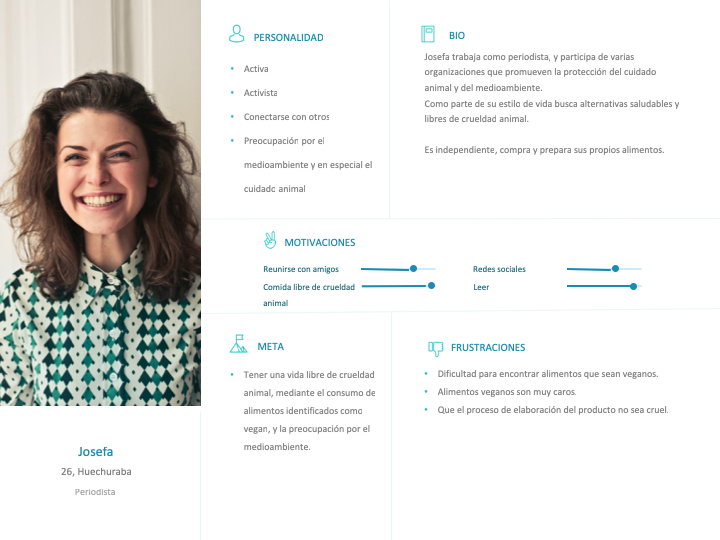 PERSONALIDAD
Activa
Activista
Conectarse con otros
Preocupación por el
medioambiente y en especial el
cuidado animal
BIO
Josefa trabaja como periodista, y participa de varias
organizaciones que promueven la protección del cuidado
animal y del medioambiente.
Como parte de su estilo de vida busca alternativas saludables y
libres de crueldad animal.
Es independiente, compra y prepara sus propios alimentos.
MOTIVACIONES
Reunirse con amigos
Comida libre de crueldad
animal
Redes sociales
Leer
META
Tener una vida libre de crueldad
animal, mediante el consumo de
alimentos identificados como
vegan, y la preocupación por el
medioambiente.
FRUSTRACIONES
Dificultad para encontrar alimentos que sean veganos.
Alimentos veganos son muy caros.
Que el proceso de elaboración del producto no sea cruel.
Josefa
26, Huechuraba
Periodista